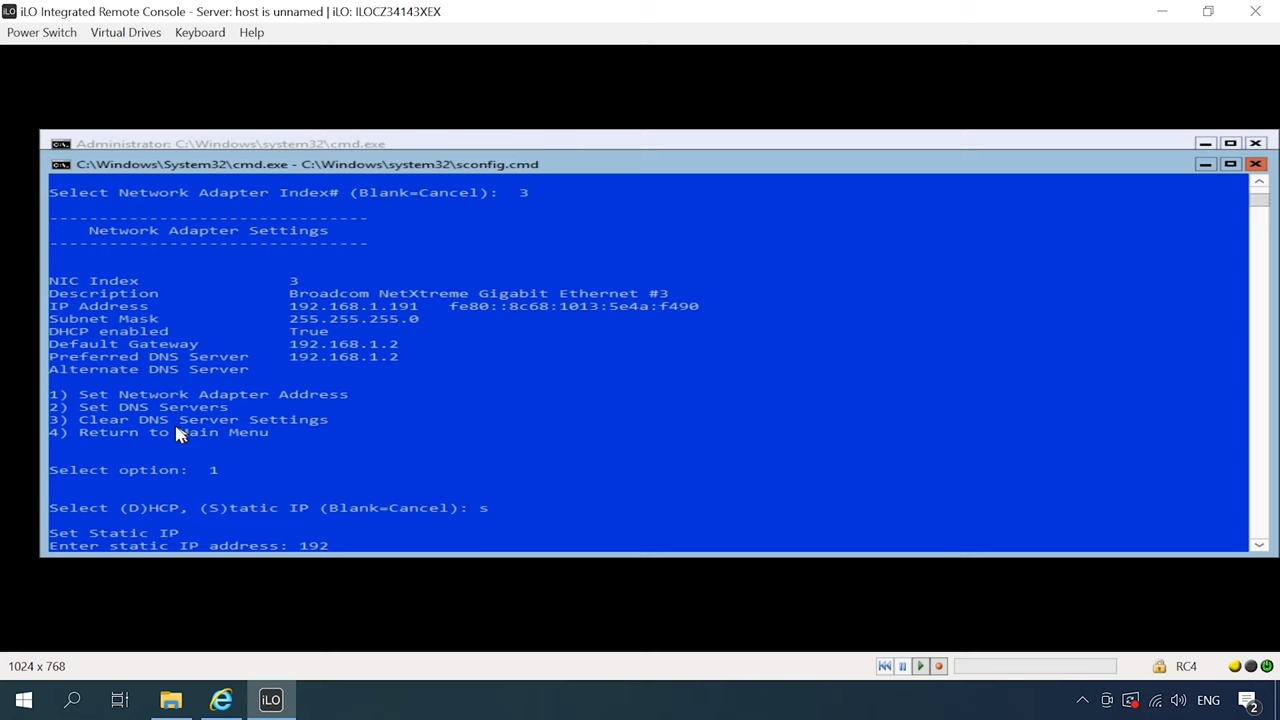 iLO Integrated Remote Console - Server: host is unnamed | iLO: ILOCZ34143XEX
Power Switch Virtual Drives Keyboard Help
Administrator: C:\Windows\system32\cmd.exe
C:\Windows\System32\cmd.exe - C:\Windows\system32\sconfig.cmd
Select Network Adapter Index# (Blank=Cancel): 3
--------------------------------
Network Adapter Settings
--------------------------------
NIC Index 3
Description Broadcom NetXtreme Gigabit Ethernet #3
IP Address 192.168.1.191 fe80::8c68:1013:5e4a:f490
Subnet Mask 255.255.255.0
DHCP enabled True
Default Gateway 192.168.1.2
Preferred DNS Server 192.168.1.2
Alternate DNS Server
1) Set Network Adapter Address
2) Set DNS Servers
3) Clear DNS Server Settings
4) Return to Main Menu
Select option: 1
Select (D)HCP, (S)tatic IP (Blank=Cancel): s
Set Static IP
Enter static IP address: 192
1024 x 768
RC4
iLO
ENG
2